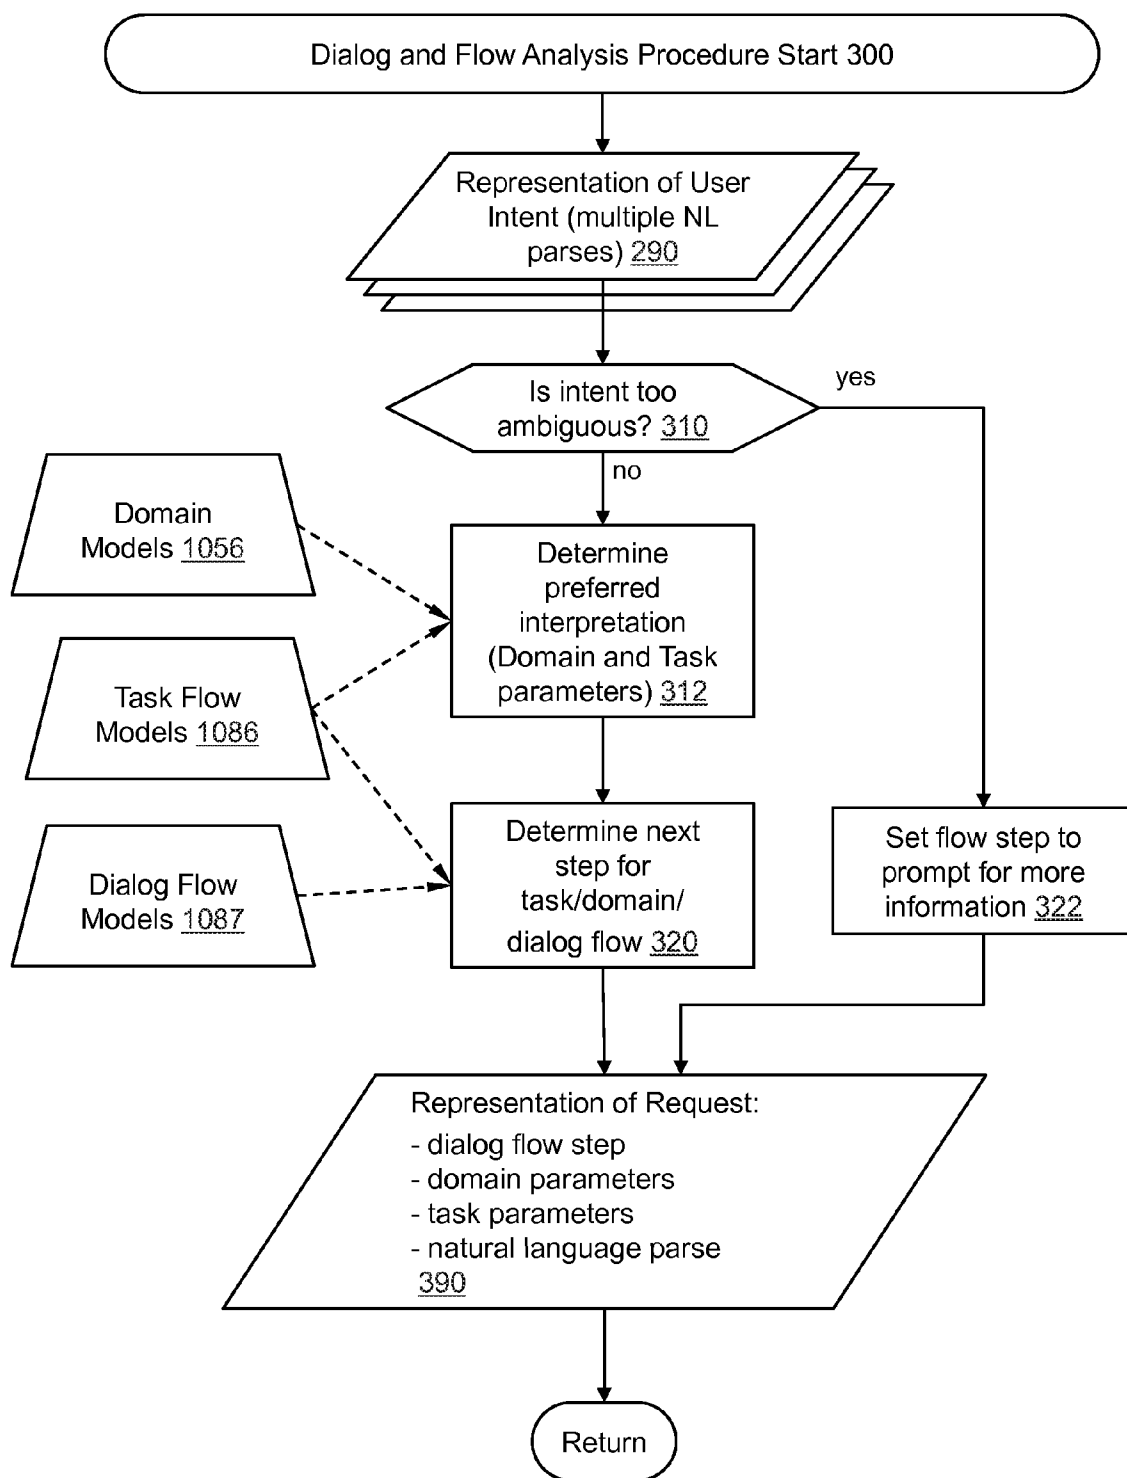 Dialog and Flow Analysis Procedure Start 300
Representation of User
Intent (multiple NL
parses) 290
Is intent too
ambiguous? 310
yes
no
Domain
Models 1056
Determine
preferred
interpretation
(Domain and Task
parameters) 312
Task Flow
Models 1086
Dialog Flow
Models 1087
Determine next
step for
task/domain/
dialog flow 320
Set flow step to
prompt for more
information 322
Representation of Request:
- dialog flow step
- domain parameters
- task parameters
- natural language parse
390
Return